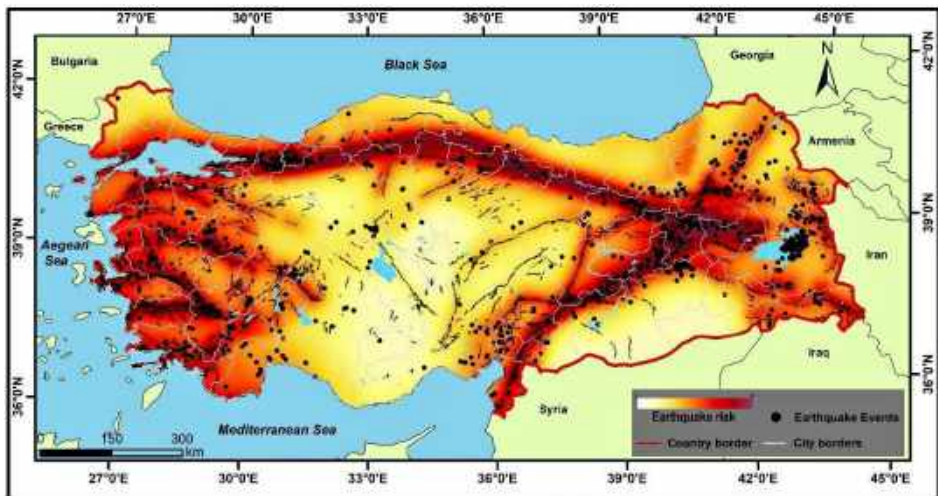 27°0'E 30°0'E 33°0'E 36°0'E 39°0'E 42°0'E 45°0'E
Bulgaria
Black Sea
Georgia
N
42°0'N
42°0'N
Greece
Armenia
39°0'N
39°0'N
Aegean
Sea
Iran
Iraq
36°0'N
36°0'N
Syria
Mediterranean Sea
Earthquake risk
Earthquake Events
Country border
City borders
0 150 300
km
27°0'E 30°0'E 33°0'E 36°0'E 39°0'E 42°0'E 45°0'E